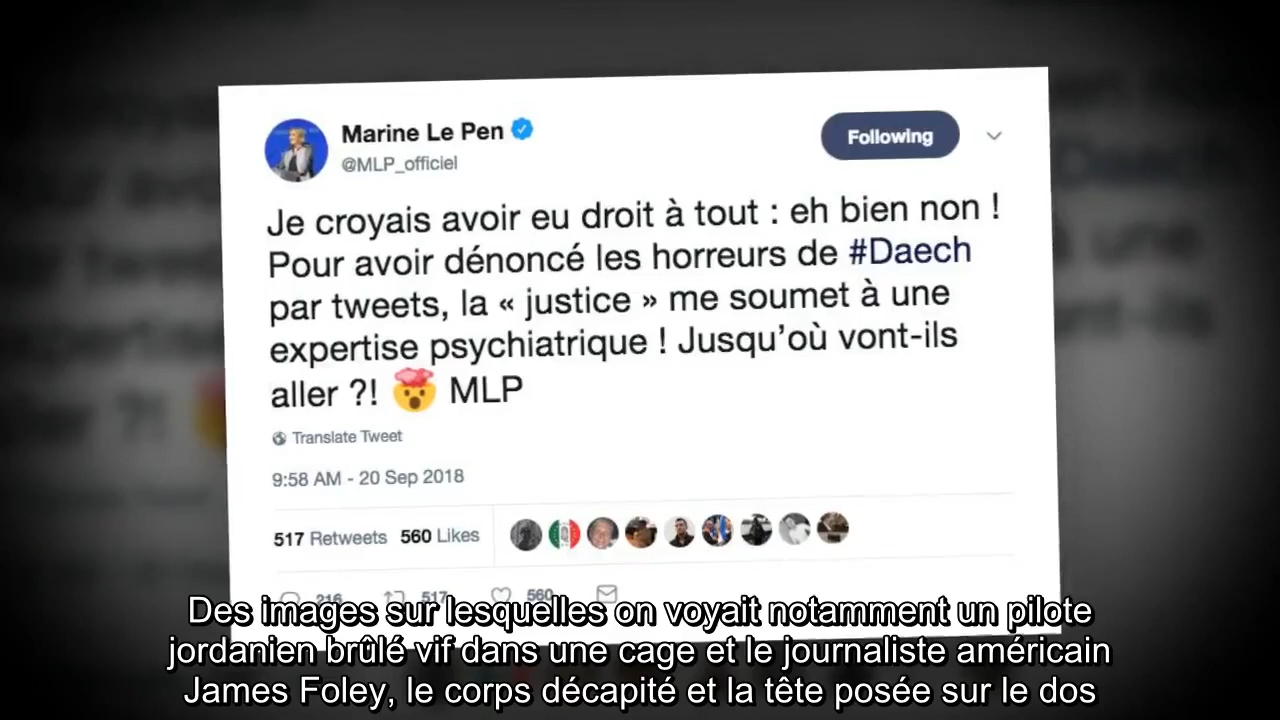 Marine Le Pen
@MLP_officiel
Following
Je croyais avoir eu droit à tout : eh bien non !
Pour avoir dénoncé les horreurs de #Daech
par tweets, la « justice » me soumet à une
expertise psychiatrique ! Jusqu’où vont-ils
aller ?! 🤯 MLP
Translate Tweet
9:58 AM - 20 Sep 2018
517 Retweets 560 Likes
216 517 560
Des images sur lesquelles on voyait notamment un pilote
jordanien brûlé vif dans une cage et le journaliste américain
James Foley, le corps décapité et la tête posée sur le dos